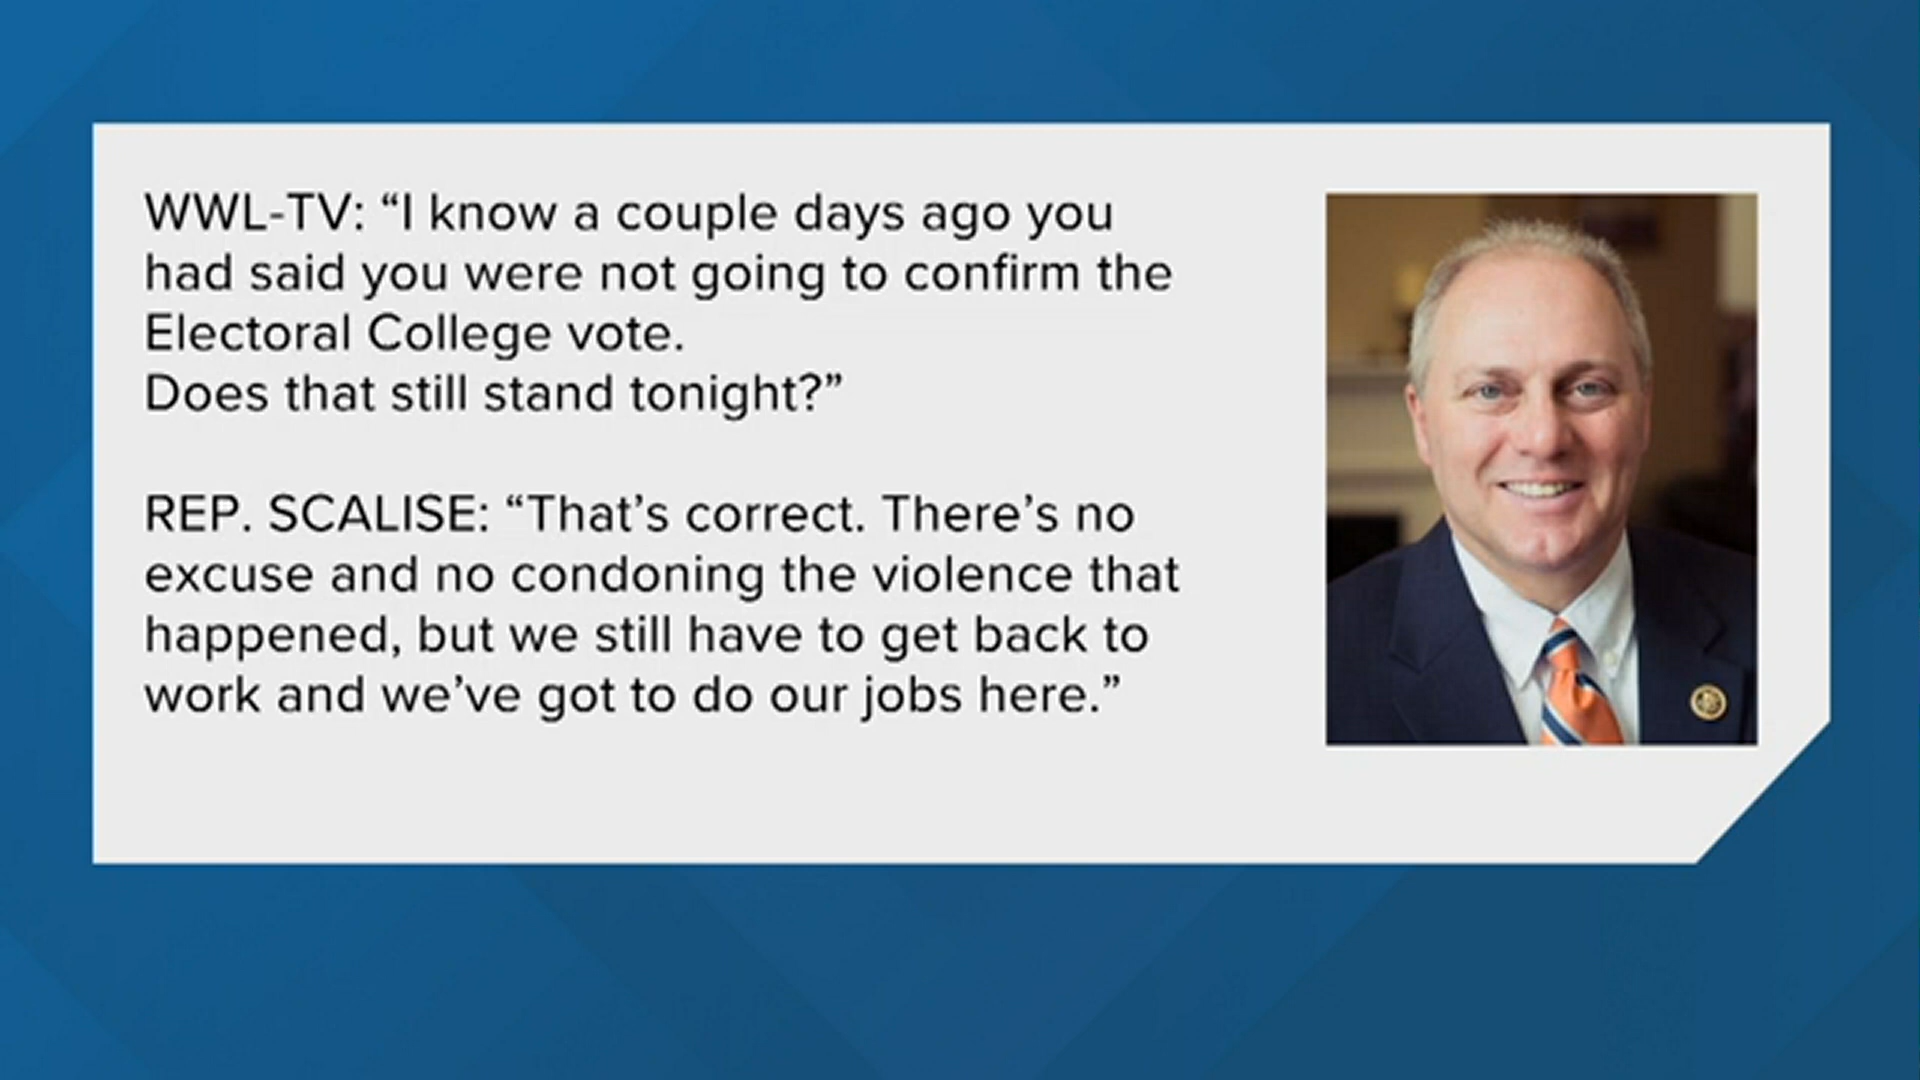 WWL-TV: “I know a couple days ago you
had said you were not going to confirm the
Electoral College vote.
Does that still stand tonight?”
REP. SCALISE: “That’s correct. There’s no
excuse and no condoning the violence that
happened, but we still have to get back to
work and we’ve got to do our jobs here.”